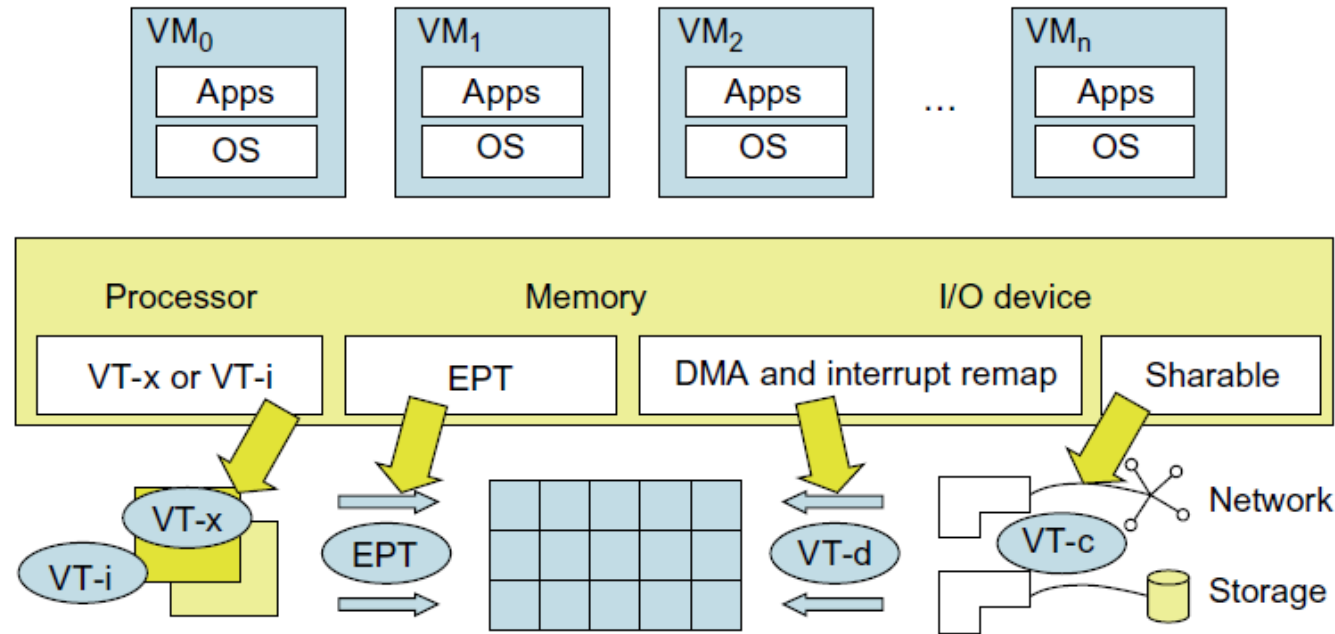 VM₀ VM₁ VM₂ VMₙ
Apps Apps Apps ... Apps
OS OS OS OS
Processor Memory I/O device
VT-x or VT-i EPT DMA and interrupt remap Sharable
VT-x Network
VT-i EPT VT-d VT-c
Storage